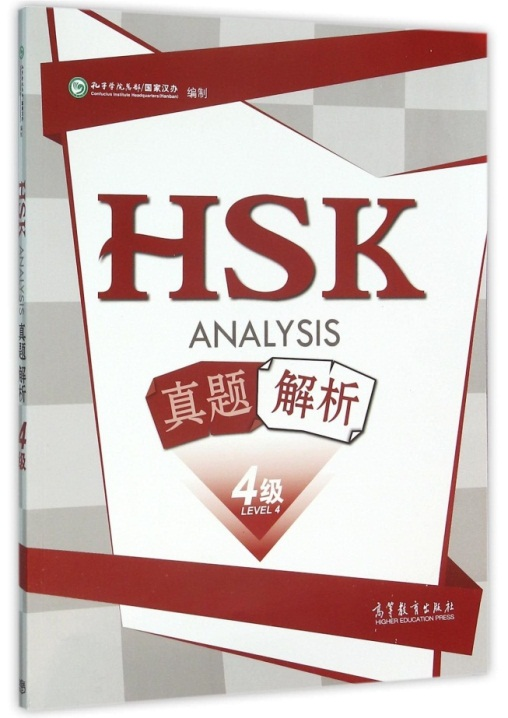 孔子学院总部/国家汉办
Confucius Institute Headquarters(Hanban)
编制
HSK
ANALYSIS
真题
解析
4级
LEVEL 4
高等教育出版社
HIGHER EDUCATION PRESS
HSK ANALYSIS 真题 解析 4级